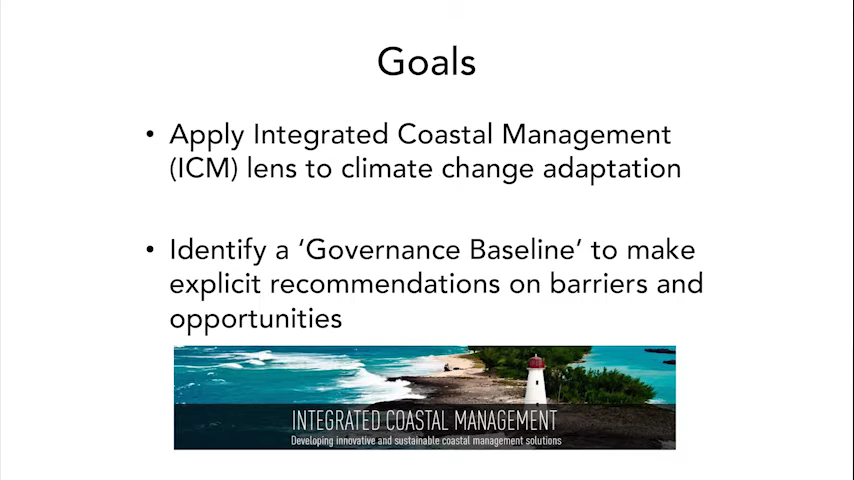 Goals
• Apply Integrated Coastal Management
(ICM) lens to climate change adaptation
• Identify a ‘Governance Baseline’ to make
explicit recommendations on barriers and
opportunities
INTEGRATED COASTAL MANAGEMENT
Developing innovative and sustainable coastal management solutions